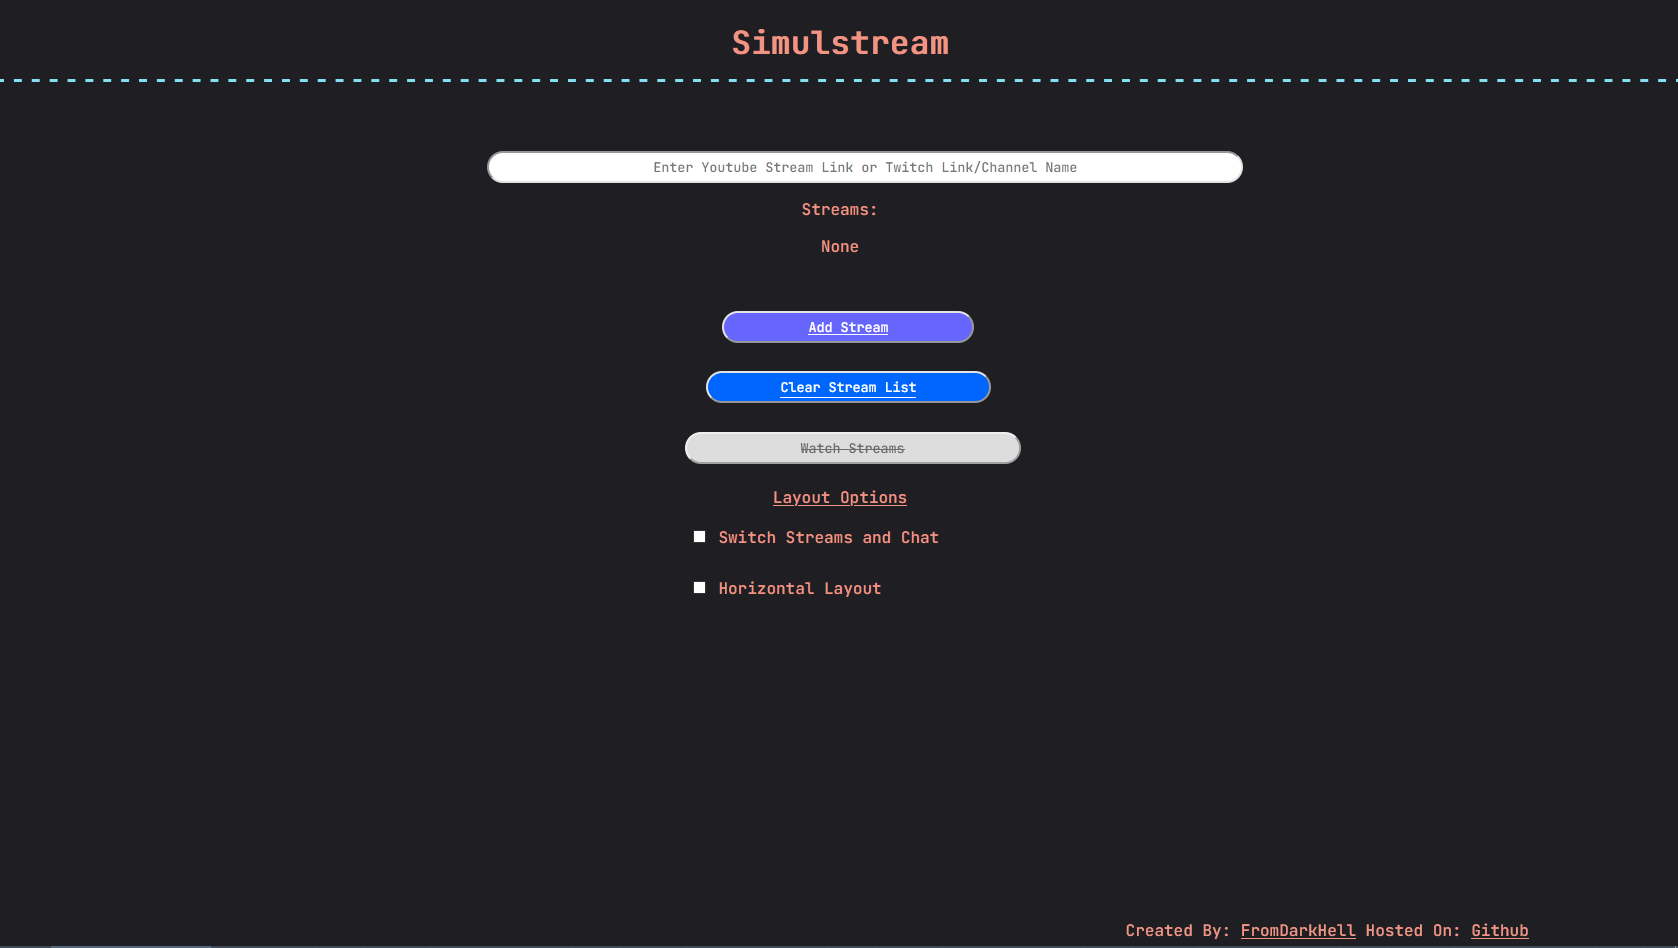 Simulstream
Enter Youtube Stream Link or Twitch Link/Channel Name
Streams:
None
Add Stream
Clear Stream List
Watch Streams
Layout Options
Switch Streams and Chat
Horizontal Layout
Created By: FromDarkHell Hosted On: Github